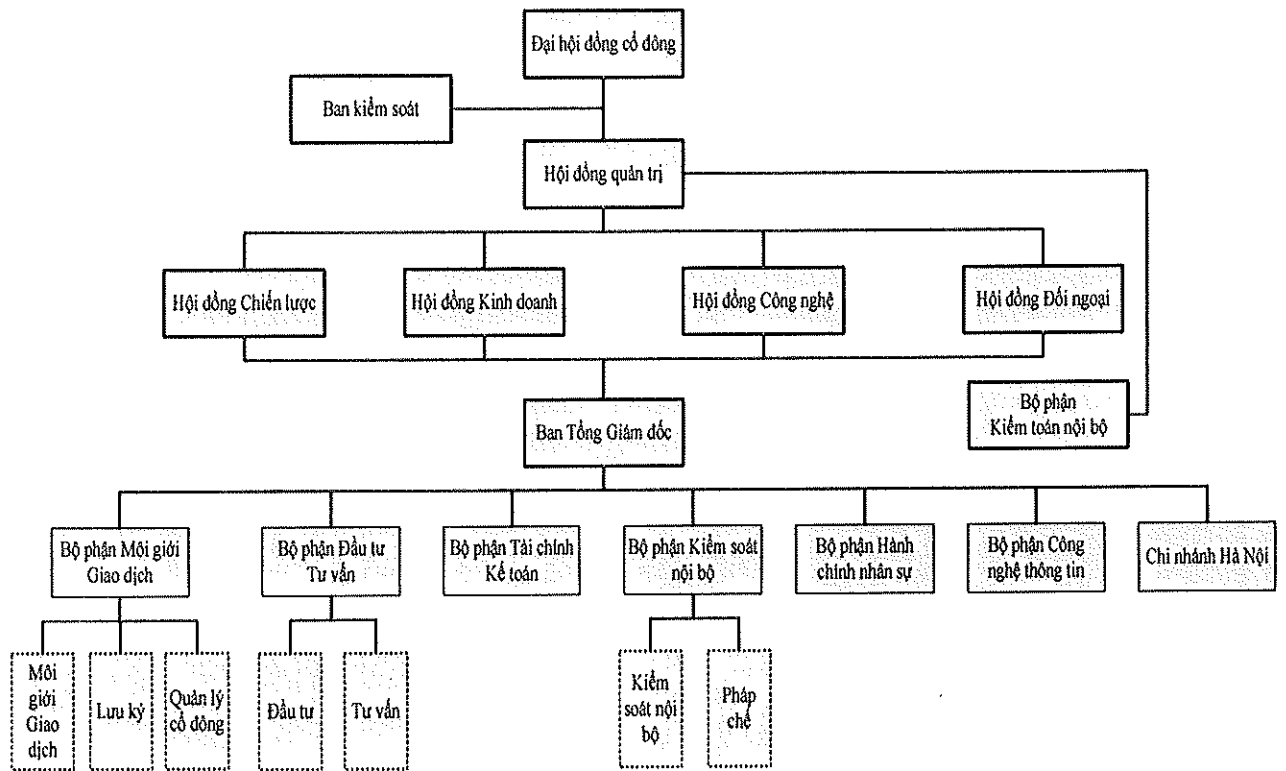 Đại hội đồng cổ đông
Ban kiểm soát
Hội đồng quản trị
Hội đồng Chiến lược
Hội đồng Kinh doanh
Hội đồng Công nghệ
Hội đồng Đối ngoại
Ban Tổng Giám đốc
Bộ phận
Kiểm toán nội bộ
Bộ phận Môi giới
Giao dịch
Bộ phận Đầu tư
Tư vấn
Bộ phận Tài chính
Kế toán
Bộ phận Kiểm soát
nội bộ
Bộ phận Hành
chính nhân sự
Bộ phận Công
nghệ thông tin
Chi nhánh Hà Nội
Môi
giới
Giao
dịch
Lưu ký
Quản lý
cổ đông
Đầu tư
Tư vấn
Kiểm
soát nội
bộ
Pháp
chế